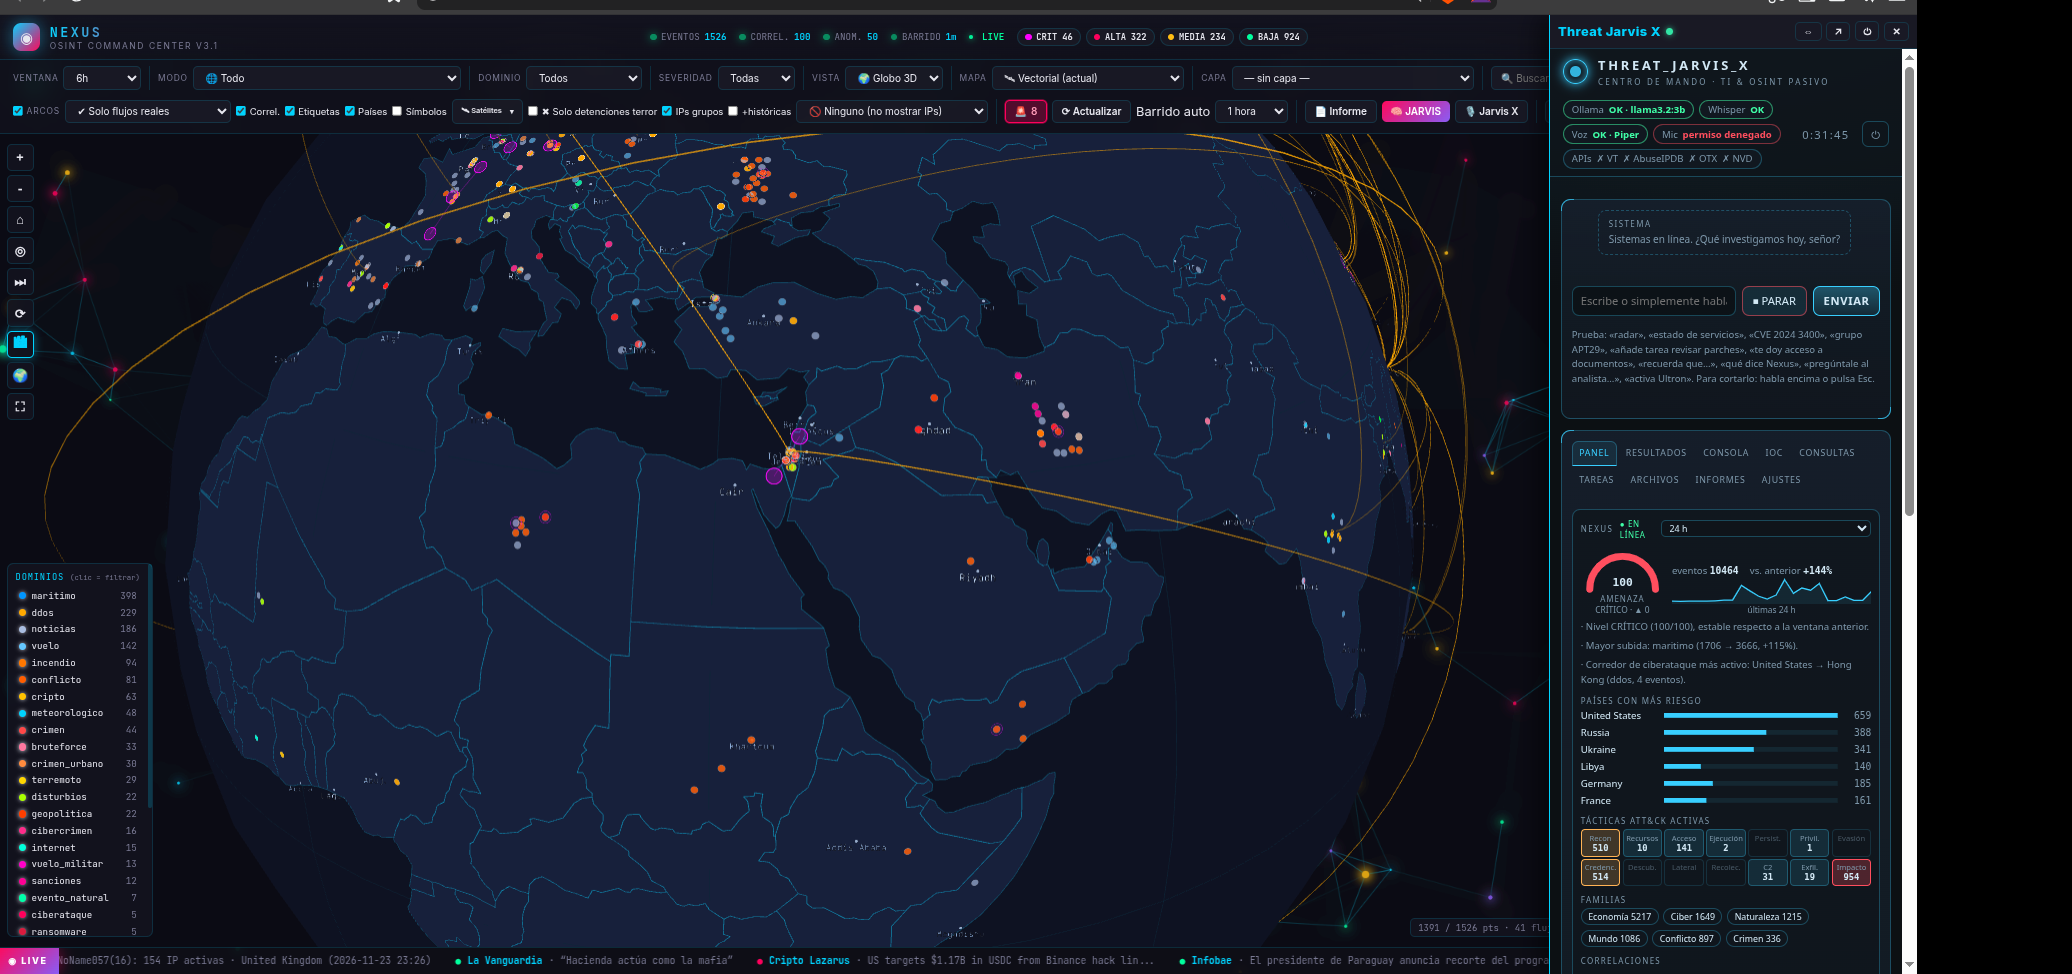 NEXUS
OSINT COMMAND CENTER V3.1
EVENTOS 1526 CORREL. 100 ANOM. 50 BARRIDO 1m LIVE CRIT 46 ALTA 322 MEDIA 234 BAJA 924
VENTANA 6h MODO Todo DOMINIO Todos SEVERIDAD Todas VISTA Globo 3D MAPA Vectorial (actual) CAPA — sin capa — Buscar
ARCOS ✔ Solo flujos reales Correl. Etiquetas Países Símbolos Satélites ✖ Solo detenciones terror IPs grupos +históricas Ninguno (no mostrar IPs) 8 ⟳ Actualizar Barrido auto 1 hora Informe JARVIS Jarvis X
+
-
Ankara
Cair
Riyadh
DOMINIOS (clic = filtrar)
maritimo 398
ddos 229
noticias 186
vuelo 142
incendio 94
conflicto 81
cripto 63
meteorologico 48
crimen 44
bruteforce 33
crimen_urbano 30
terremoto 29
disturbios 22
geopolitica 22
cibercrimen 16
internet 15
vuelo_militar 13
sanciones 12
evento_natural 7
ciberataque 5
ransomware 5
1391 / 1526 pts · 41 flu
LIVE NoName057(16): 154 IP activas · United Kingdom (2026-11-23 23:26) La Vanguardia · “Hacienda actúa como la mafia” Cripto Lazarus · US targets $1.17B in USDC from Binance hack lin... Infobae · El presidente de Paraguay anuncia recorte del progra
Threat Jarvis X
THREAT_JARVIS_X
CENTRO DE MANDO · TI & OSINT PASIVO
Ollama OK · llama3.2:3b Whisper OK
Voz OK · Piper Mic permiso denegado 0:31:45
APIs ✗ VT ✗ AbuseIPDB ✗ OTX ✗ NVD
SISTEMA
Sistemas en línea. ¿Qué investigamos hoy, señor?
Escribe o simplemente habl. ■ PARAR ENVIAR
Prueba: «radar», «estado de servicios», «CVE 2024 3400», «grupo
APT29», «añade tarea revisar parches», «te doy acceso a
documentos», «recuerda que...», «qué dice Nexus», «pregúntale al
analista...», «activa Ultron». Para cortarlo: habla encima o pulsa Esc.
PANEL RESULTADOS CONSOLA IOC CONSULTAS
TAREAS ARCHIVOS INFORMES AJUSTES
NEXUS ● EN LÍNEA 24 h
100
AMENAZA
CRÍTICO · ▲ 0
eventos 10464 vs. anterior +144%
últimas 24 h
· Nivel CRÍTICO (100/100), estable respecto a la ventana anterior.
· Mayor subida: maritimo (1706 → 3666, +115%).
· Corredor de ciberataque más activo: United States → Hong
Kong (ddos, 4 eventos).
PAÍSES CON MÁS RIESGO
United States 659
Russia 388
Ukraine 341
Libya 140
Germany 185
France 161
TÁCTICAS ATT&CK ACTIVAS
Recon 510 Recursos 10 Acceso 141 Ejecución 2 Persist. Privil. 1 Evasión
Credenc. 514 Descub. Lateral Recolec. C2 31 Exfil. 19 Impacto 954
FAMILIAS
Economía 5217 Ciber 1649 Naturaleza 1215
Mundo 1086 Conflicto 897 Crimen 336
CORRELACIONES